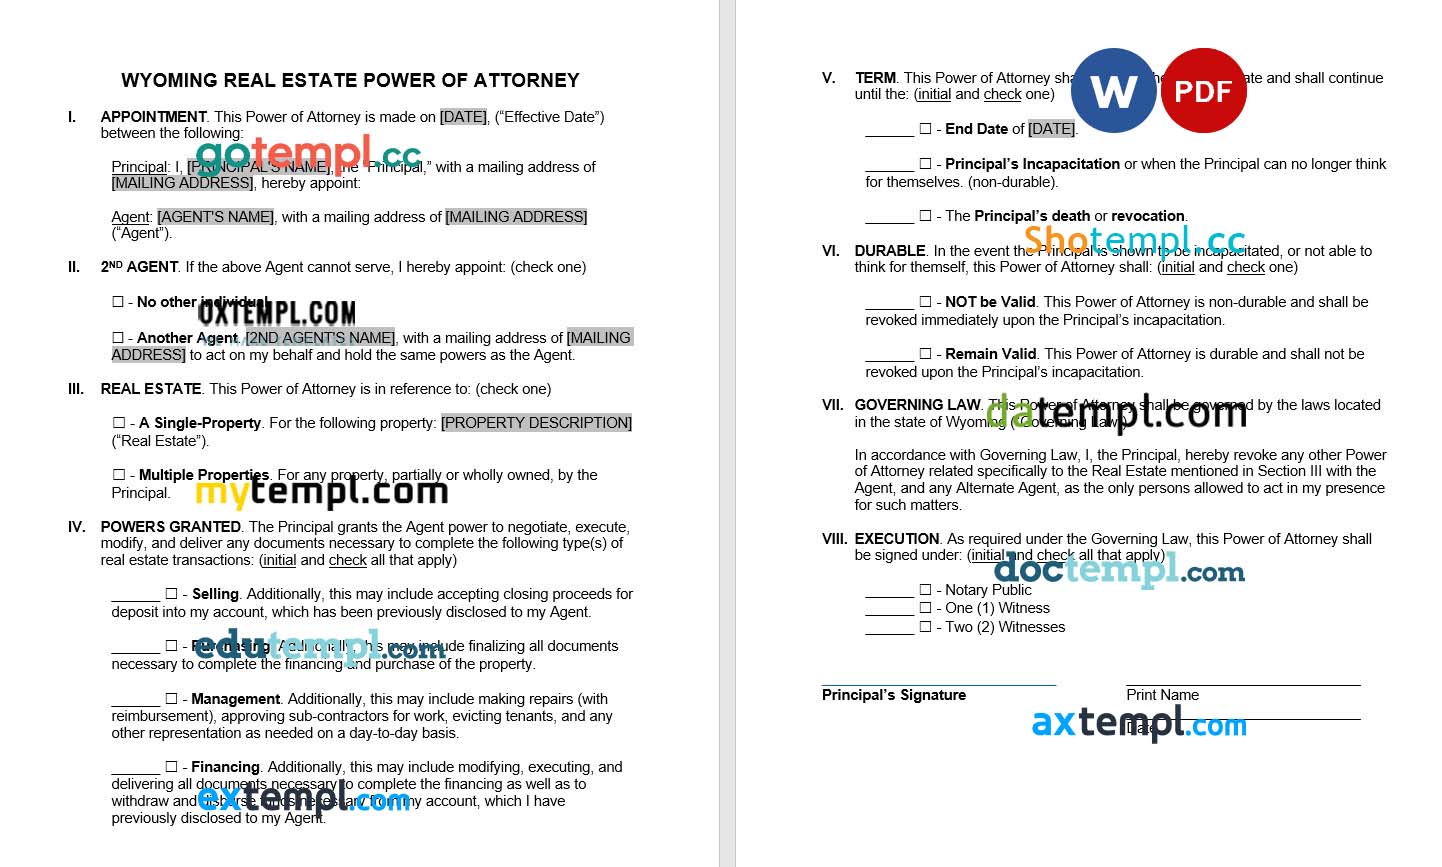 WYOMING REAL ESTATE POWER OF ATTORNEY
I. APPOINTMENT. This Power of Attorney is made on [DATE], (“Effective Date”)
between the following:
gotempl.cc
Principal: I, [PRINCIPAL'S NAME], the “Principal,” with a mailing address of
[MAILING ADDRESS], hereby appoint:
Agent: [AGENT'S NAME], with a mailing address of [MAILING ADDRESS]
(“Agent”).
II. 2ND AGENT. If the above Agent cannot serve, I hereby appoint: (check one)
☐ - No other individual
OXTEMPL.COM
☐ - Another Agent. [2ND AGENT'S NAME], with a mailing address of [MAILING
ADDRESS] to act on my behalf and hold the same powers as the Agent.
III. REAL ESTATE. This Power of Attorney is in reference to: (check one)
☐ - A Single-Property. For the following property: [PROPERTY DESCRIPTION]
(“Real Estate”).
☐ - Multiple Properties. For any property, partially or wholly owned, by the
Principal.
mytempl.com
IV. POWERS GRANTED. The Principal grants the Agent power to negotiate, execute,
modify, and deliver any documents necessary to complete the following type(s) of
real estate transactions: (initial and check all that apply)
______ ☐ - Selling. Additionally, this may include accepting closing proceeds for
deposit into my account, which has been previously disclosed to my Agent.
______ ☐ - Purchasing. Additionally, this may include finalizing all documents
edutempl.com
necessary to complete the financing and purchase of the property.
______ ☐ - Management. Additionally, this may include making repairs (with
reimbursement), approving sub-contractors for work, evicting tenants, and any
other representation as needed on a day-to-day basis.
______ ☐ - Financing. Additionally, this may include modifying, executing, and
delivering all documents necessary to complete the financing as well as to
withdraw and disburse funds necessary from my account, which I have
extempl.com
previously disclosed to my Agent.
V. TERM. This Power of Attorney ate and shall continue
W PDF
until the: (initial and check one)
______ ☐ - End Date of [DATE].
______ ☐ - Principal’s Incapacitation or when the Principal can no longer think
for themselves. (non-durable).
______ ☐ - The Principal’s death or revocation.
Shotempl.cc
VI. DURABLE. In the event the Principal is shown to be incapacitated, or not able to
think for themself, this Power of Attorney shall: (initial and check one)
______ ☐ - NOT be Valid. This Power of Attorney is non-durable and shall be
revoked immediately upon the Principal’s incapacitation.
______ ☐ - Remain Valid. This Power of Attorney is durable and shall not be
revoked upon the Principal’s incapacitation.
VII. GOVERNING LAW. This Power of Attorney shall be governed by the laws located
datempl.com
in the state of Wyoming (“Governing Law”).
In accordance with Governing Law, I, the Principal, hereby revoke any other Power
of Attorney related specifically to the Real Estate mentioned in Section III with the
Agent, and any Alternate Agent, as the only persons allowed to act in my presence
for such matters.
VIII. EXECUTION. As required under the Governing Law, this Power of Attorney shall
be signed under: (initial and check all that apply)
doctempl.com
______ ☐ - Notary Public
______ ☐ - One (1) Witness
______ ☐ - Two (2) Witnesses
Principal’s Signature Print Name
axtempl.com
Date